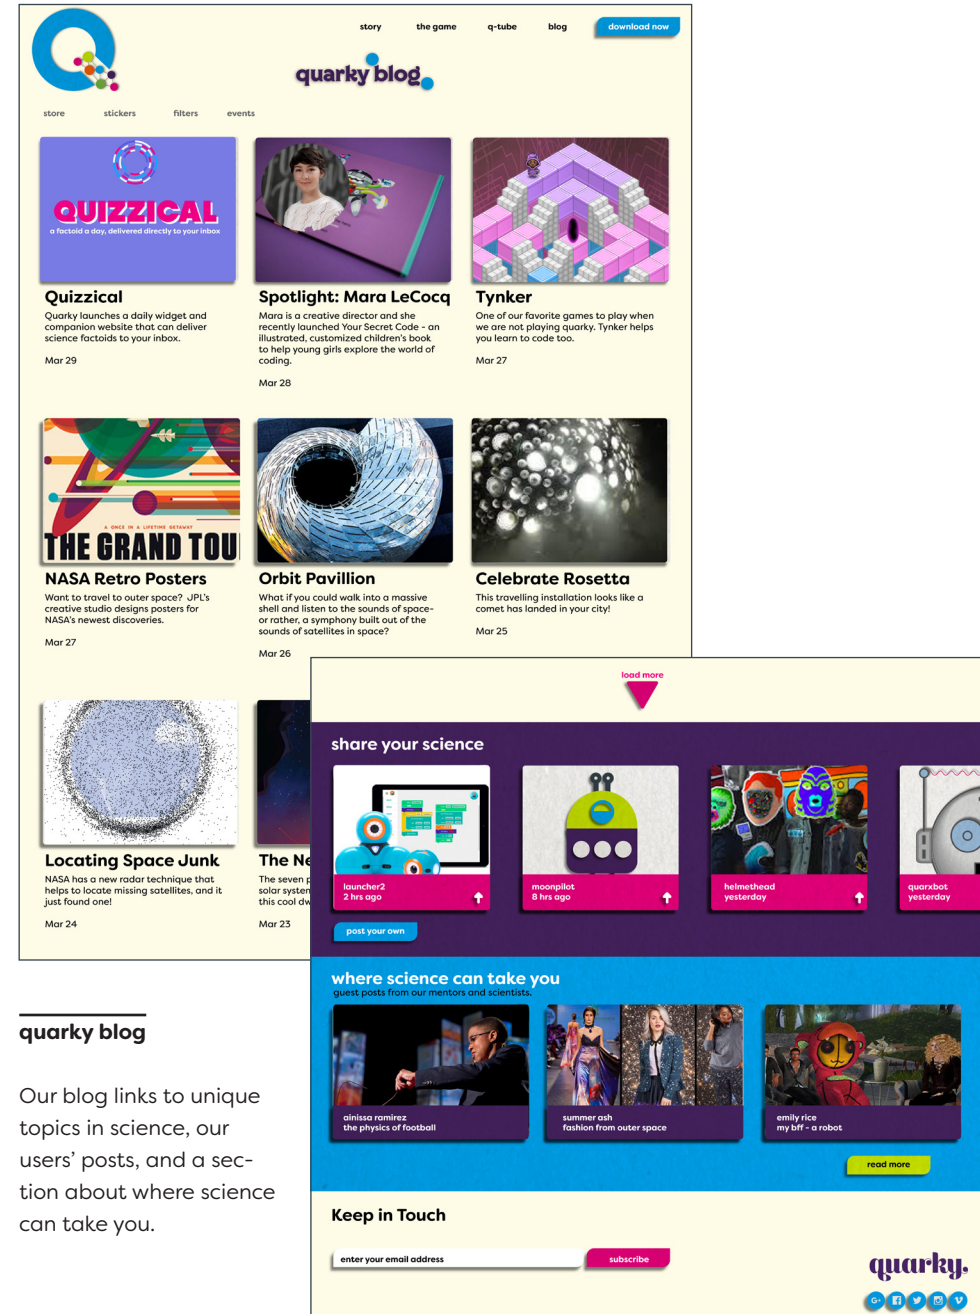 story the game q-tube blog download now
quarky blog
store stickers filters events
QUIZZICAL
a factoid a day, delivered directly to your inbox
Quizzical
Quarky launches a daily widget and
companion website that can deliver
science factoids to your inbox.
Mar 29
Spotlight: Mara LeCocq
Mara is a creative director and she
recently launched Your Secret Code - an
illustrated, customized children's book
to help young girls explore the world of
coding.
Mar 28
Tynker
One of our favorite games to play when
we are not playing quarky. Tynker helps
you learn to code too.
Mar 27
A ONCE IN A LIFETIME GETAWAY
THE GRAND TOU
NASA Retro Posters
Want to travel to outer space? JPL's
creative studio designs posters for
NASA's newest discoveries.
Mar 27
Orbit Pavillion
What if you could walk into a massive
shell and listen to the sounds of space-
or rather, a symphony built out of the
sounds of satellites in space?
Mar 26
Celebrate Rosetta
This travelling installation looks like a
comet has landed in your city!
Mar 25
Locating Space Junk
NASA has a new radar technique that
helps to locate missing satellites, and it
just found one!
Mar 24
The Ne
The seven p
solar system
this cool dw
Mar 23
load more
share your science
launcher2
2 hrs ago
moonpilot
8 hrs ago
helmethead
yesterday
quarxbot
yesterday
post your own
where science can take you
guest posts from our mentors and scientists.
ainissa ramirez
the physics of football
summer ash
fashion from outer space
emily rice
my bff - a robot
read more
Keep in Touch
enter your email address subscribe
quarky.
quarky blog
Our blog links to unique
topics in science, our
users' posts, and a sec-
tion about where science
can take you.